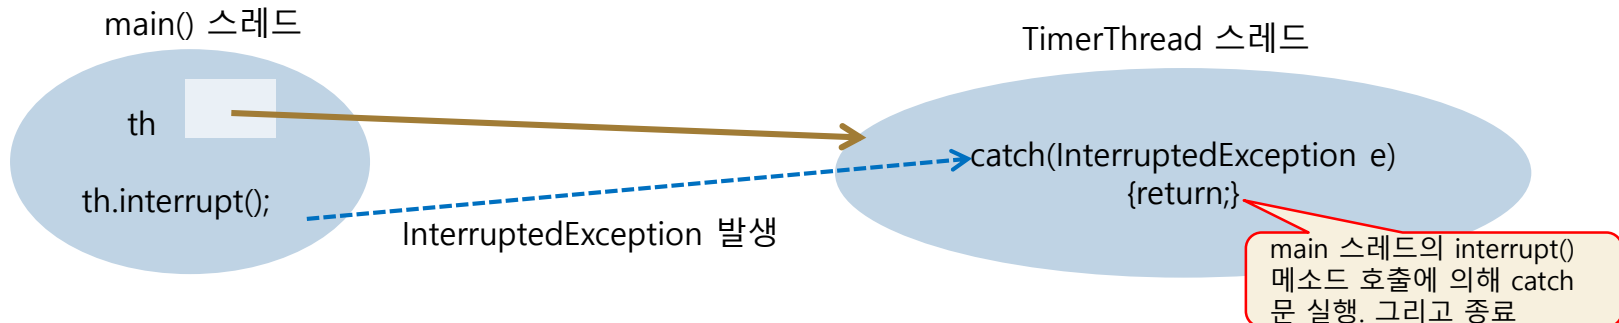 main() 스레드
TimerThread 스레드
th
th.interrupt();
InterruptedException 발생
catch(InterruptedException e)
{return;}
main 스레드의 interrupt()
메소드 호출에 의해 catch
문 실행. 그리고 종료